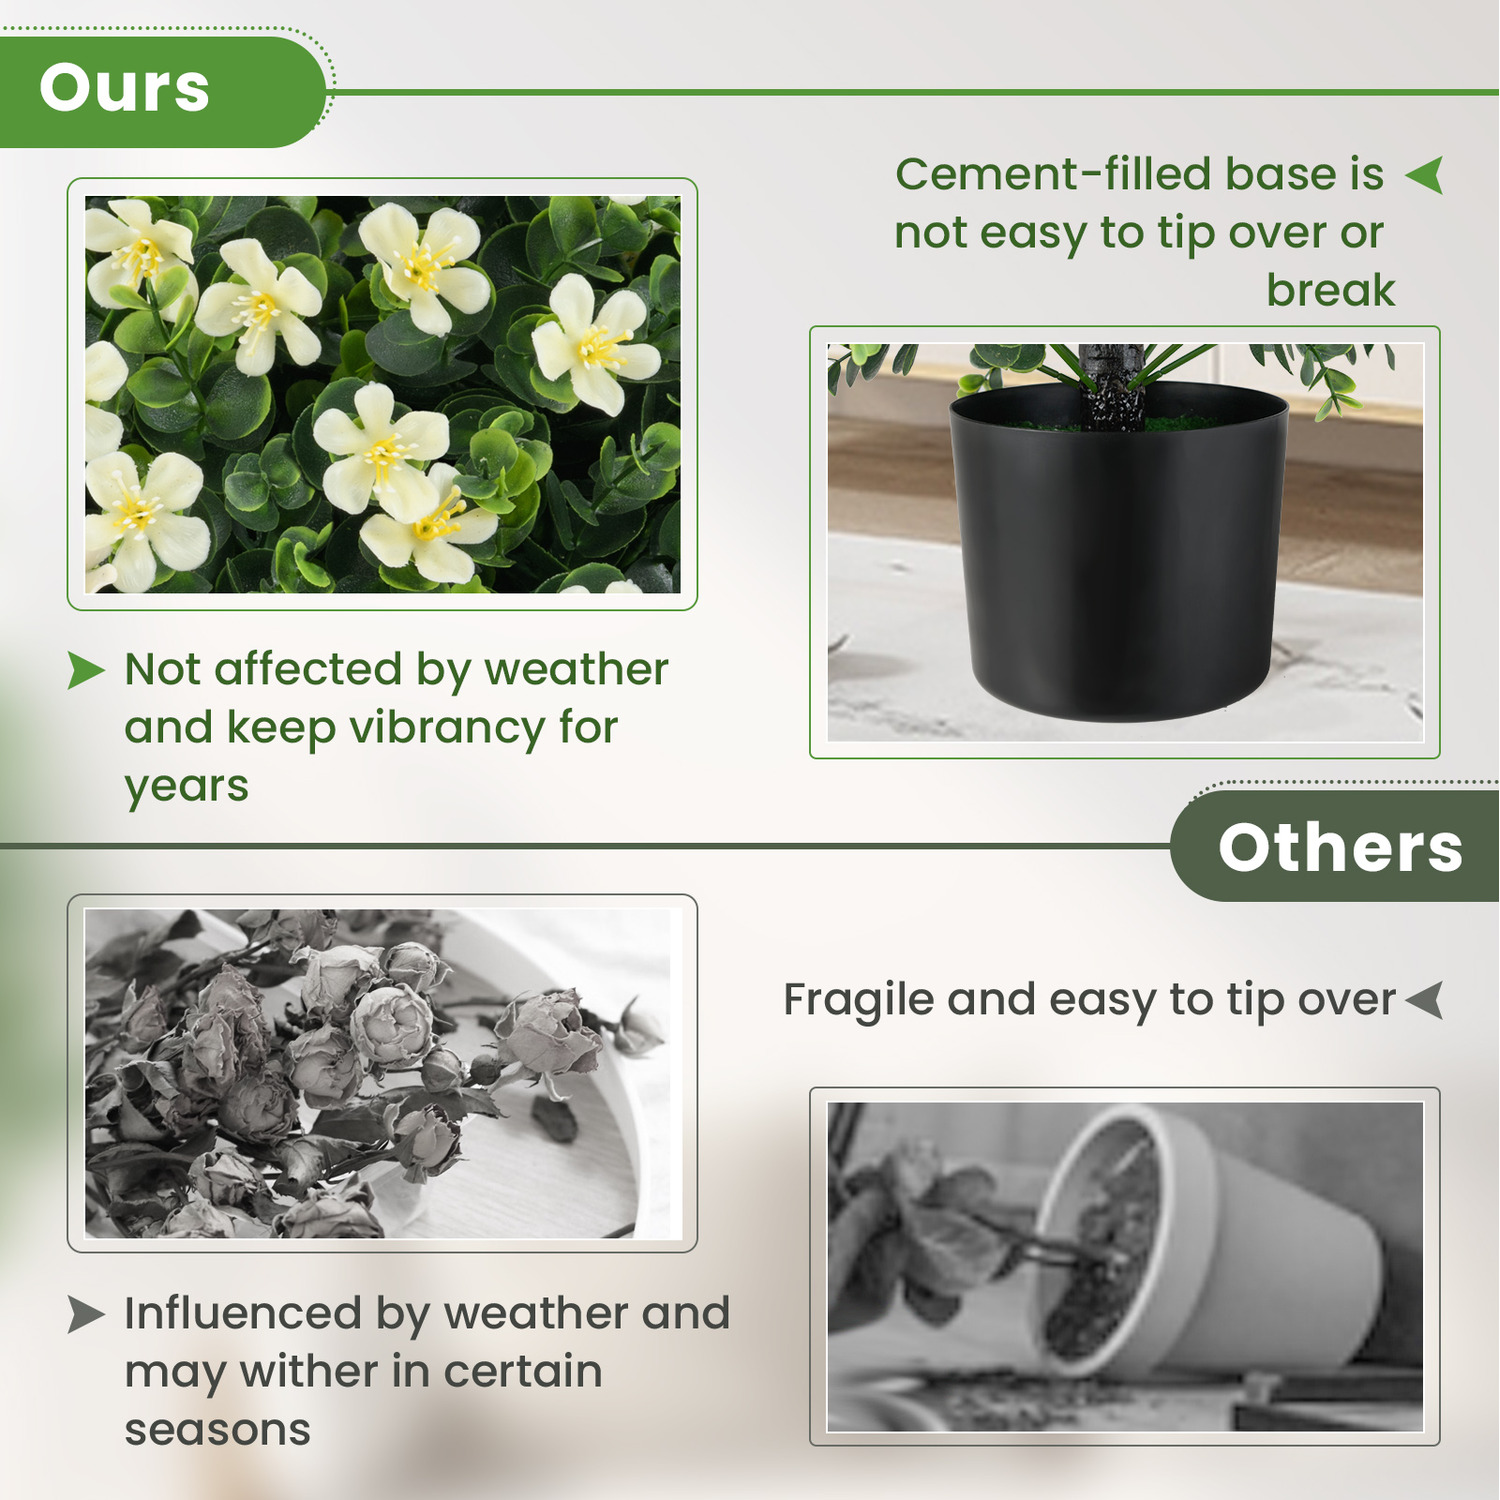 Ours
Cement-filled base is
not easy to tip over or
break
Not affected by weather
and keep vibrancy for
years
Others
Fragile and easy to tip over
Influenced by weather and
may wither in certain
seasons